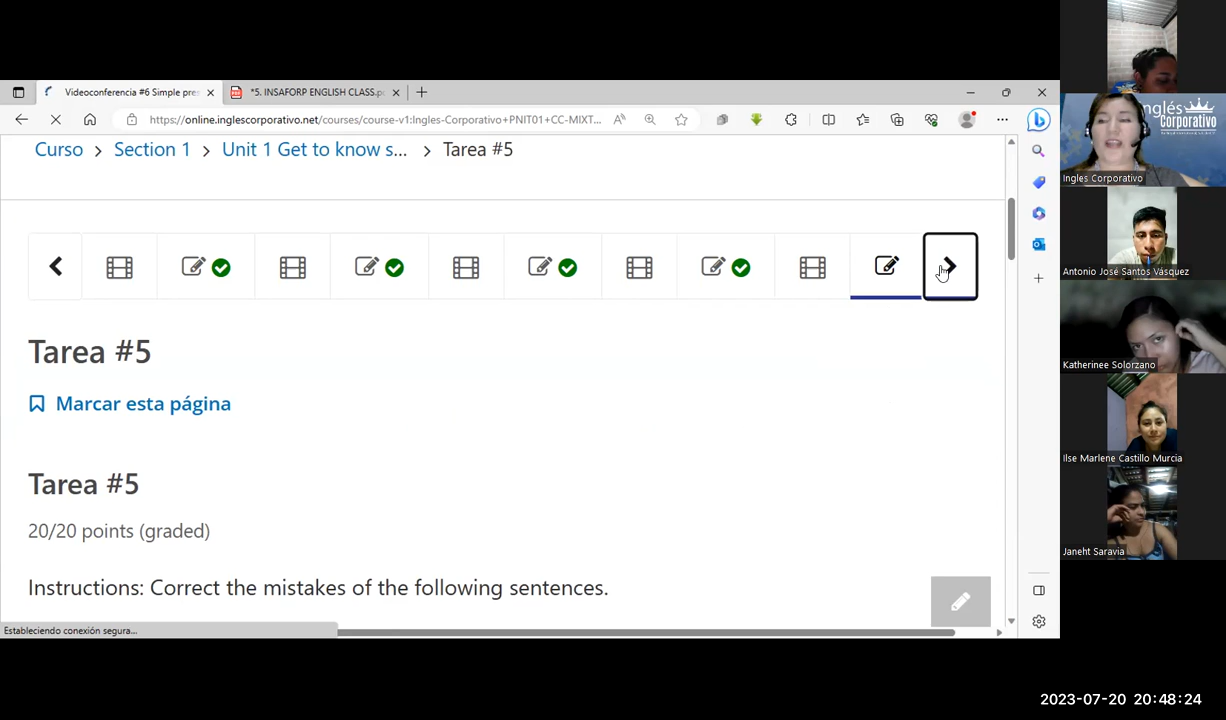 Videoconferencia #6 Simple pres
*5. INSAFORP ENGLISH CLASS.pd
https://online.inglescorporativo.net/courses/course-v1:Ingles-Corporativo+PNIT01+CC-MIXT...
Curso > Section 1 > Unit 1 Get to know s... > Tarea #5
Tarea #5
Marcar esta página
Tarea #5
20/20 points (graded)
Instructions: Correct the mistakes of the following sentences.
Estableciendo conexión segura...
Inglés
Corporativo
Ingles Corporativo
Antonio José Santos Vásquez
Katherinee Solorzano
Ilse Marlene Castillo Murcia
Janeht Saravia
2023-07-20 20:48:24